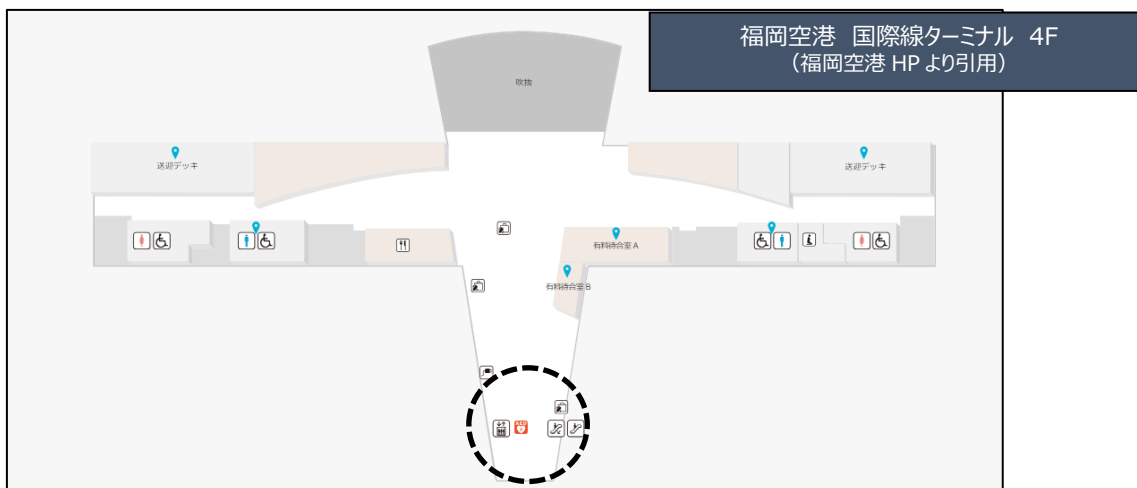 福岡空港 国際線ターミナル 4F
（福岡空港 HP より引用）
吹抜
送迎デッキ
送迎デッキ
有料待合室 A
有料待合室 B
AED